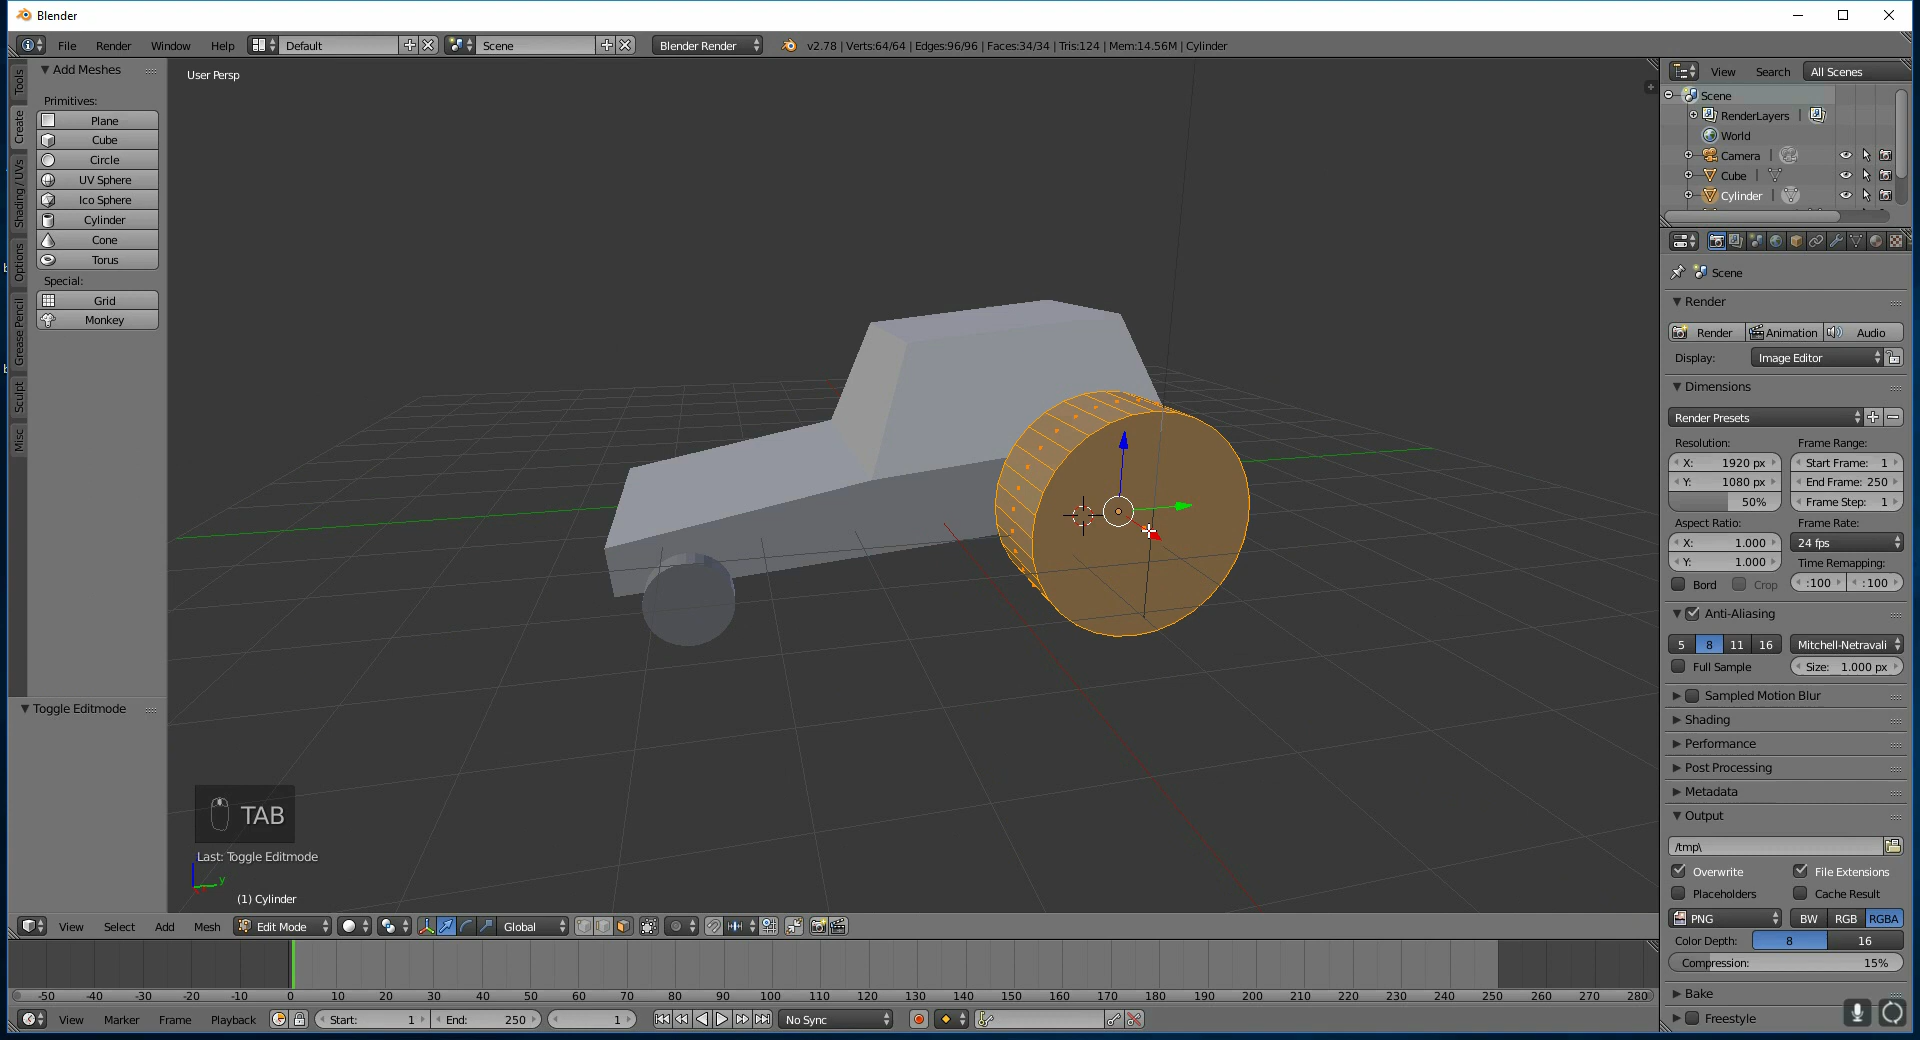 Blender
File Render Window Help Default Scene Blender Render v2.78 | Verts:64/64 | Edges:96/96 | Faces:34/34 | Tris:124 | Mem:14.56M | Cylinder
Add Meshes
Primitives:
Plane
Cube
Circle
UV Sphere
Ico Sphere
Cylinder
Cone
Torus
Special:
Grid
Monkey
Tools
Create
Shading / UVs
Options
Grease Pencil
Sculpt
Misc
Toggle Editmode
User Persp
TAB
Last: Toggle Editmode
y
(1) Cylinder
View Search All Scenes
Scene
RenderLayers |
World
Camera |
Cube |
Cylinder |
Scene
Render
Render Animation Audio
Display: Image Editor
Dimensions
Render Presets
Resolution: Frame Range:
X: 1920 px Start Frame: 1
Y: 1080 px End Frame: 250
50% Frame Step: 1
Aspect Ratio: Frame Rate:
X: 1.000 24 fps
Y: 1.000 Time Remapping:
Bord Crop :100 :100
Anti-Aliasing
5 8 11 16 Mitchell-Netravali
Full Sample Size: 1.000 px
Sampled Motion Blur
Shading
Performance
Post Processing
Metadata
Output
/tmp\
Overwrite File Extensions
Placeholders Cache Result
PNG BW RGB RGBA
Color Depth: 8 16
Compression: 15%
Bake
Freestyle
View Select Add Mesh Edit Mode Global
-50 -40 -30 -20 -10 0 10 20 30 40 50 60 70 80 90 100 110 120 130 140 150 160 170 180 190 200 210 220 230 240 250 260 270 280
View Marker Frame Playback Start: 1 End: 250 1 No Sync